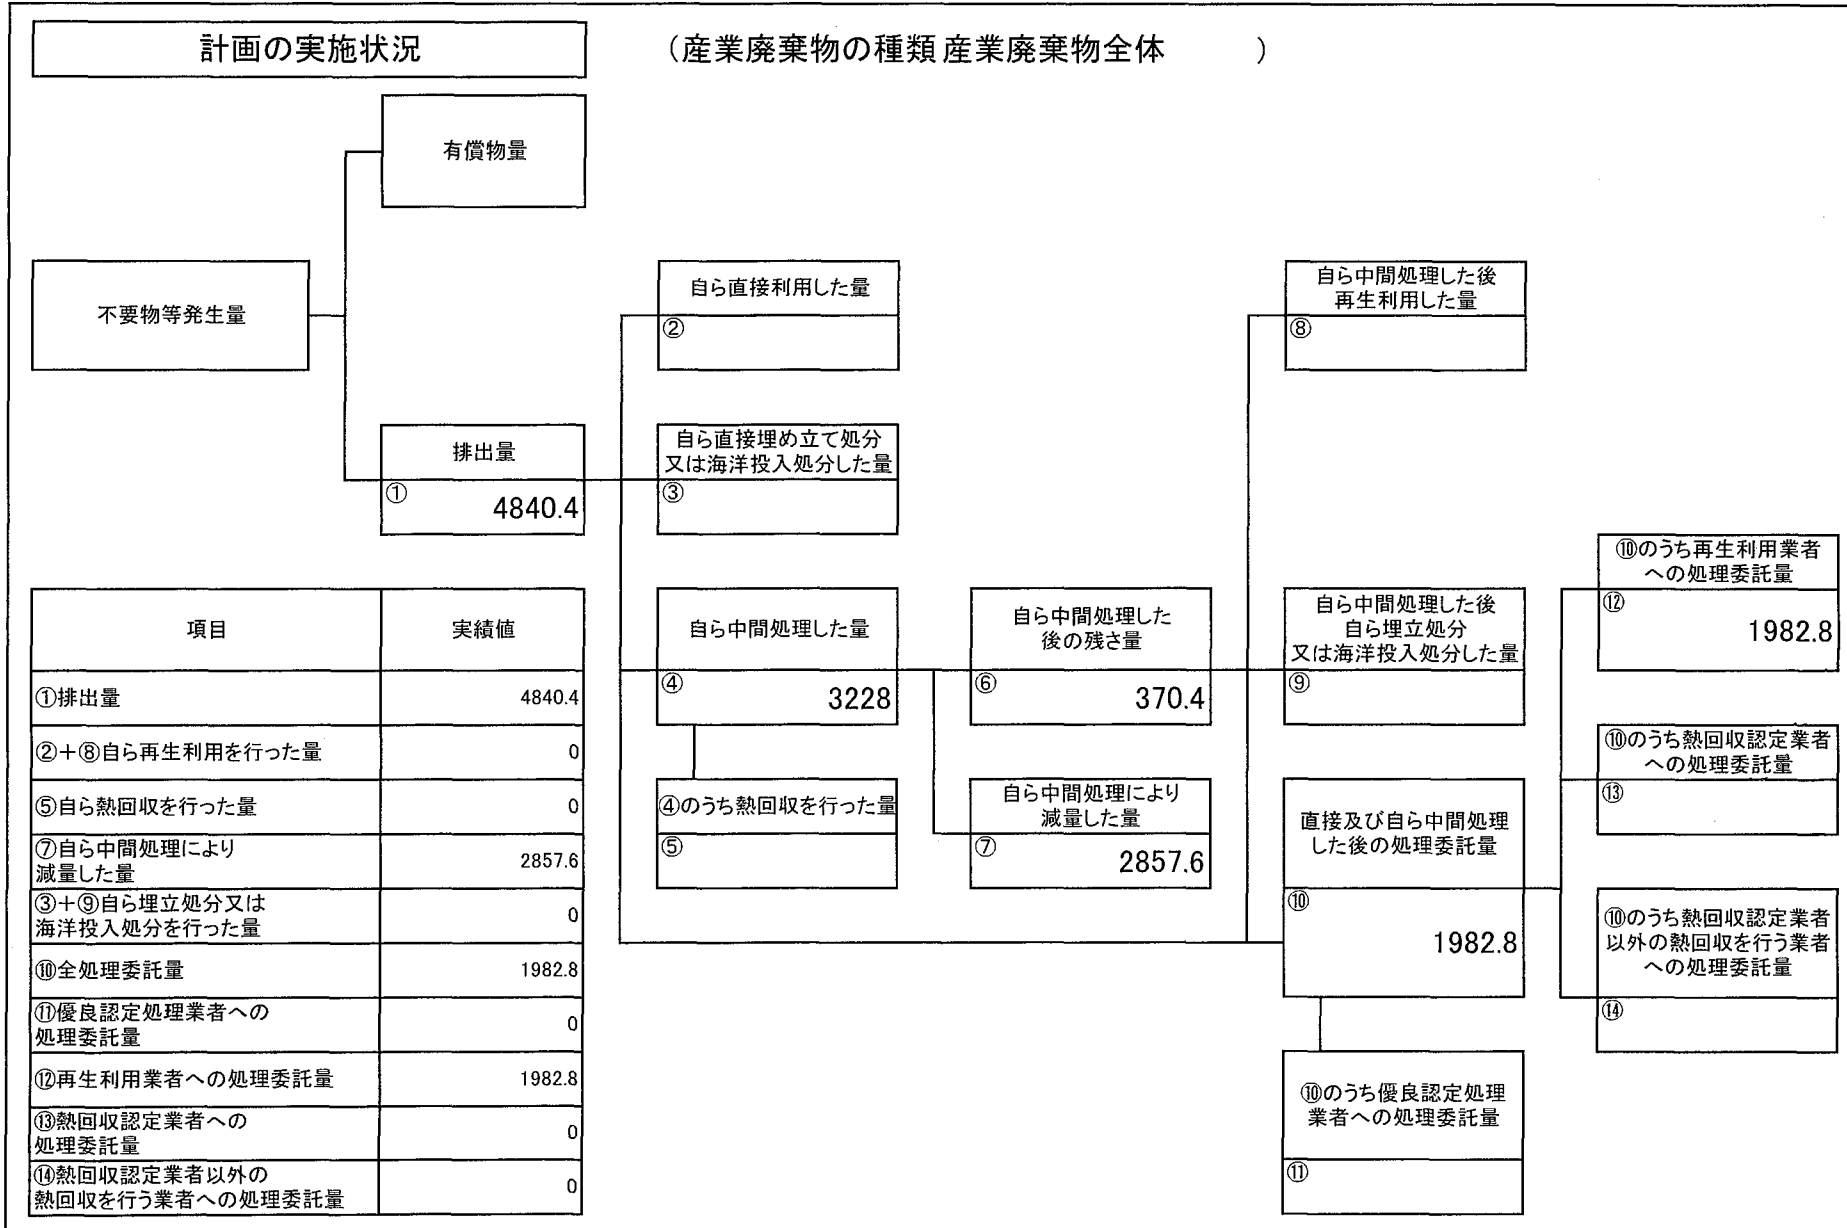 計画の実施状況
（産業廃棄物の種類 産業廃棄物全体　　　）
有償物量
不要物等発生量
自ら直接利用した量
②
自ら中間処理した後
再生利用した量
⑧
排出量
①
4840.4
自ら直接埋め立て処分
又は海洋投入処分した量
③
⑩のうち再生利用業者
への処理委託量
⑫
1982.8
自ら中間処理した量
④
3228
自ら中間処理した
後の残さ量
⑥
370.4
自ら中間処理した後
自ら埋立処分
又は海洋投入処分した量
⑨
⑩のうち熱回収認定業者
への処理委託量
⑬
④のうち熱回収を行った量
⑤
自ら中間処理により
減量した量
⑦
2857.6
直接及び自ら中間処理
した後の処理委託量
⑩
1982.8
⑩のうち熱回収認定業者
以外の熱回収を行う業者
への処理委託量
⑭
⑩のうち優良認定処理
業者への処理委託量
⑪
項目 実績値
①排出量 4840.4
②＋⑧自ら再生利用を行った量 0
⑤自ら熱回収を行った量 0
⑦自ら中間処理により
減量した量 2857.6
③＋⑨自ら埋立処分又は
海洋投入処分を行った量 0
⑩全処理委託量 1982.8
⑪優良認定処理業者への
処理委託量 0
⑫再生利用業者への処理委託量 1982.8
⑬熱回収認定業者への
処理委託量 0
⑭熱回収認定業者以外の
熱回収を行う業者への処理委託量 0